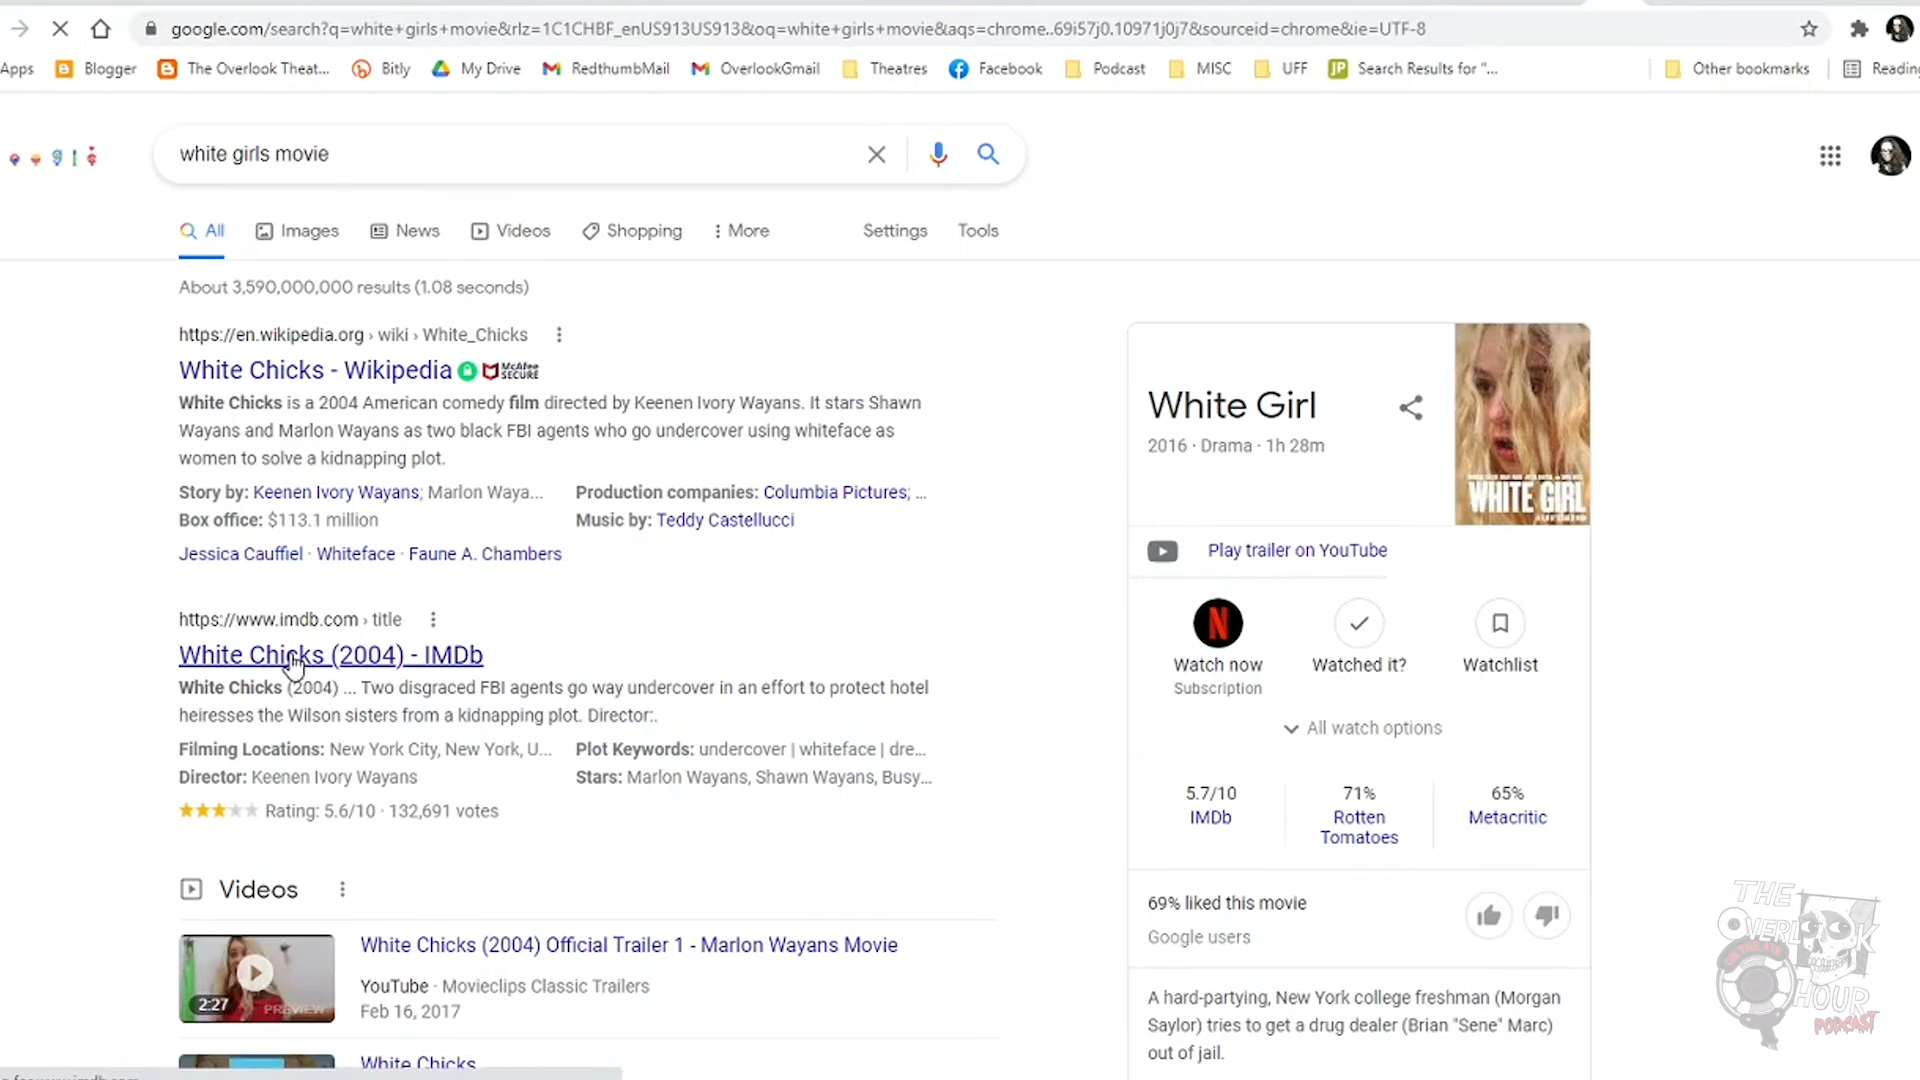 google.com/search?q=white+girls+movie&rlz=1C1CHBF_enUS913US913&oq=white+girls+movie&aqs=chrome..69i57j0.10971j0j7&sourceid=chrome&ie=UTF-8
Apps Blogger The Overlook Theat... Bitly My Drive RedthumbMail OverlookGmail Theatres Facebook Podcast MISC UFF Search Results for "... Other bookmarks Reading
white girls movie
All Images News Videos Shopping More Settings Tools
About 3,590,000,000 results (1.08 seconds)
https://en.wikipedia.org › wiki › White_Chicks
White Chicks - Wikipedia McAfee SECURE
White Chicks is a 2004 American comedy film directed by Keenen Ivory Wayans. It stars Shawn
Wayans and Marlon Wayans as two black FBI agents who go undercover using whiteface as
women to solve a kidnapping plot.
Story by: Keenen Ivory Wayans; Marlon Waya... Production companies: Columbia Pictures; ...
Box office: $113.1 million Music by: Teddy Castellucci
Jessica Cauffiel · Whiteface · Faune A. Chambers
https://www.imdb.com › title
White Chicks (2004) - IMDb
White Chicks (2004) ... Two disgraced FBI agents go way undercover in an effort to protect hotel
heiresses the Wilson sisters from a kidnapping plot. Director:.
Filming Locations: New York City, New York, U... Plot Keywords: undercover | whiteface | dre...
Director: Keenen Ivory Wayans Stars: Marlon Wayans, Shawn Wayans, Busy...
Rating: 5.6/10 · 132,691 votes
Videos
White Chicks (2004) Official Trailer 1 - Marlon Wayans Movie
YouTube · Movieclips Classic Trailers
Feb 16, 2017
2:27 PREVIEW
White Chicks
White Girl
2016 · Drama · 1h 28m
WHITE GIRL
Play trailer on YouTube
Watch now Watched it? Watchlist
Subscription
All watch options
5.7/10 71% 65%
IMDb Rotten Metacritic
Tomatoes
69% liked this movie
Google users
A hard-partying, New York college freshman (Morgan
Saylor) tries to get a drug dealer (Brian "Sene" Marc)
out of jail.
THE
OVERLOOK
ON THE FLY
HOUR
PODCAST